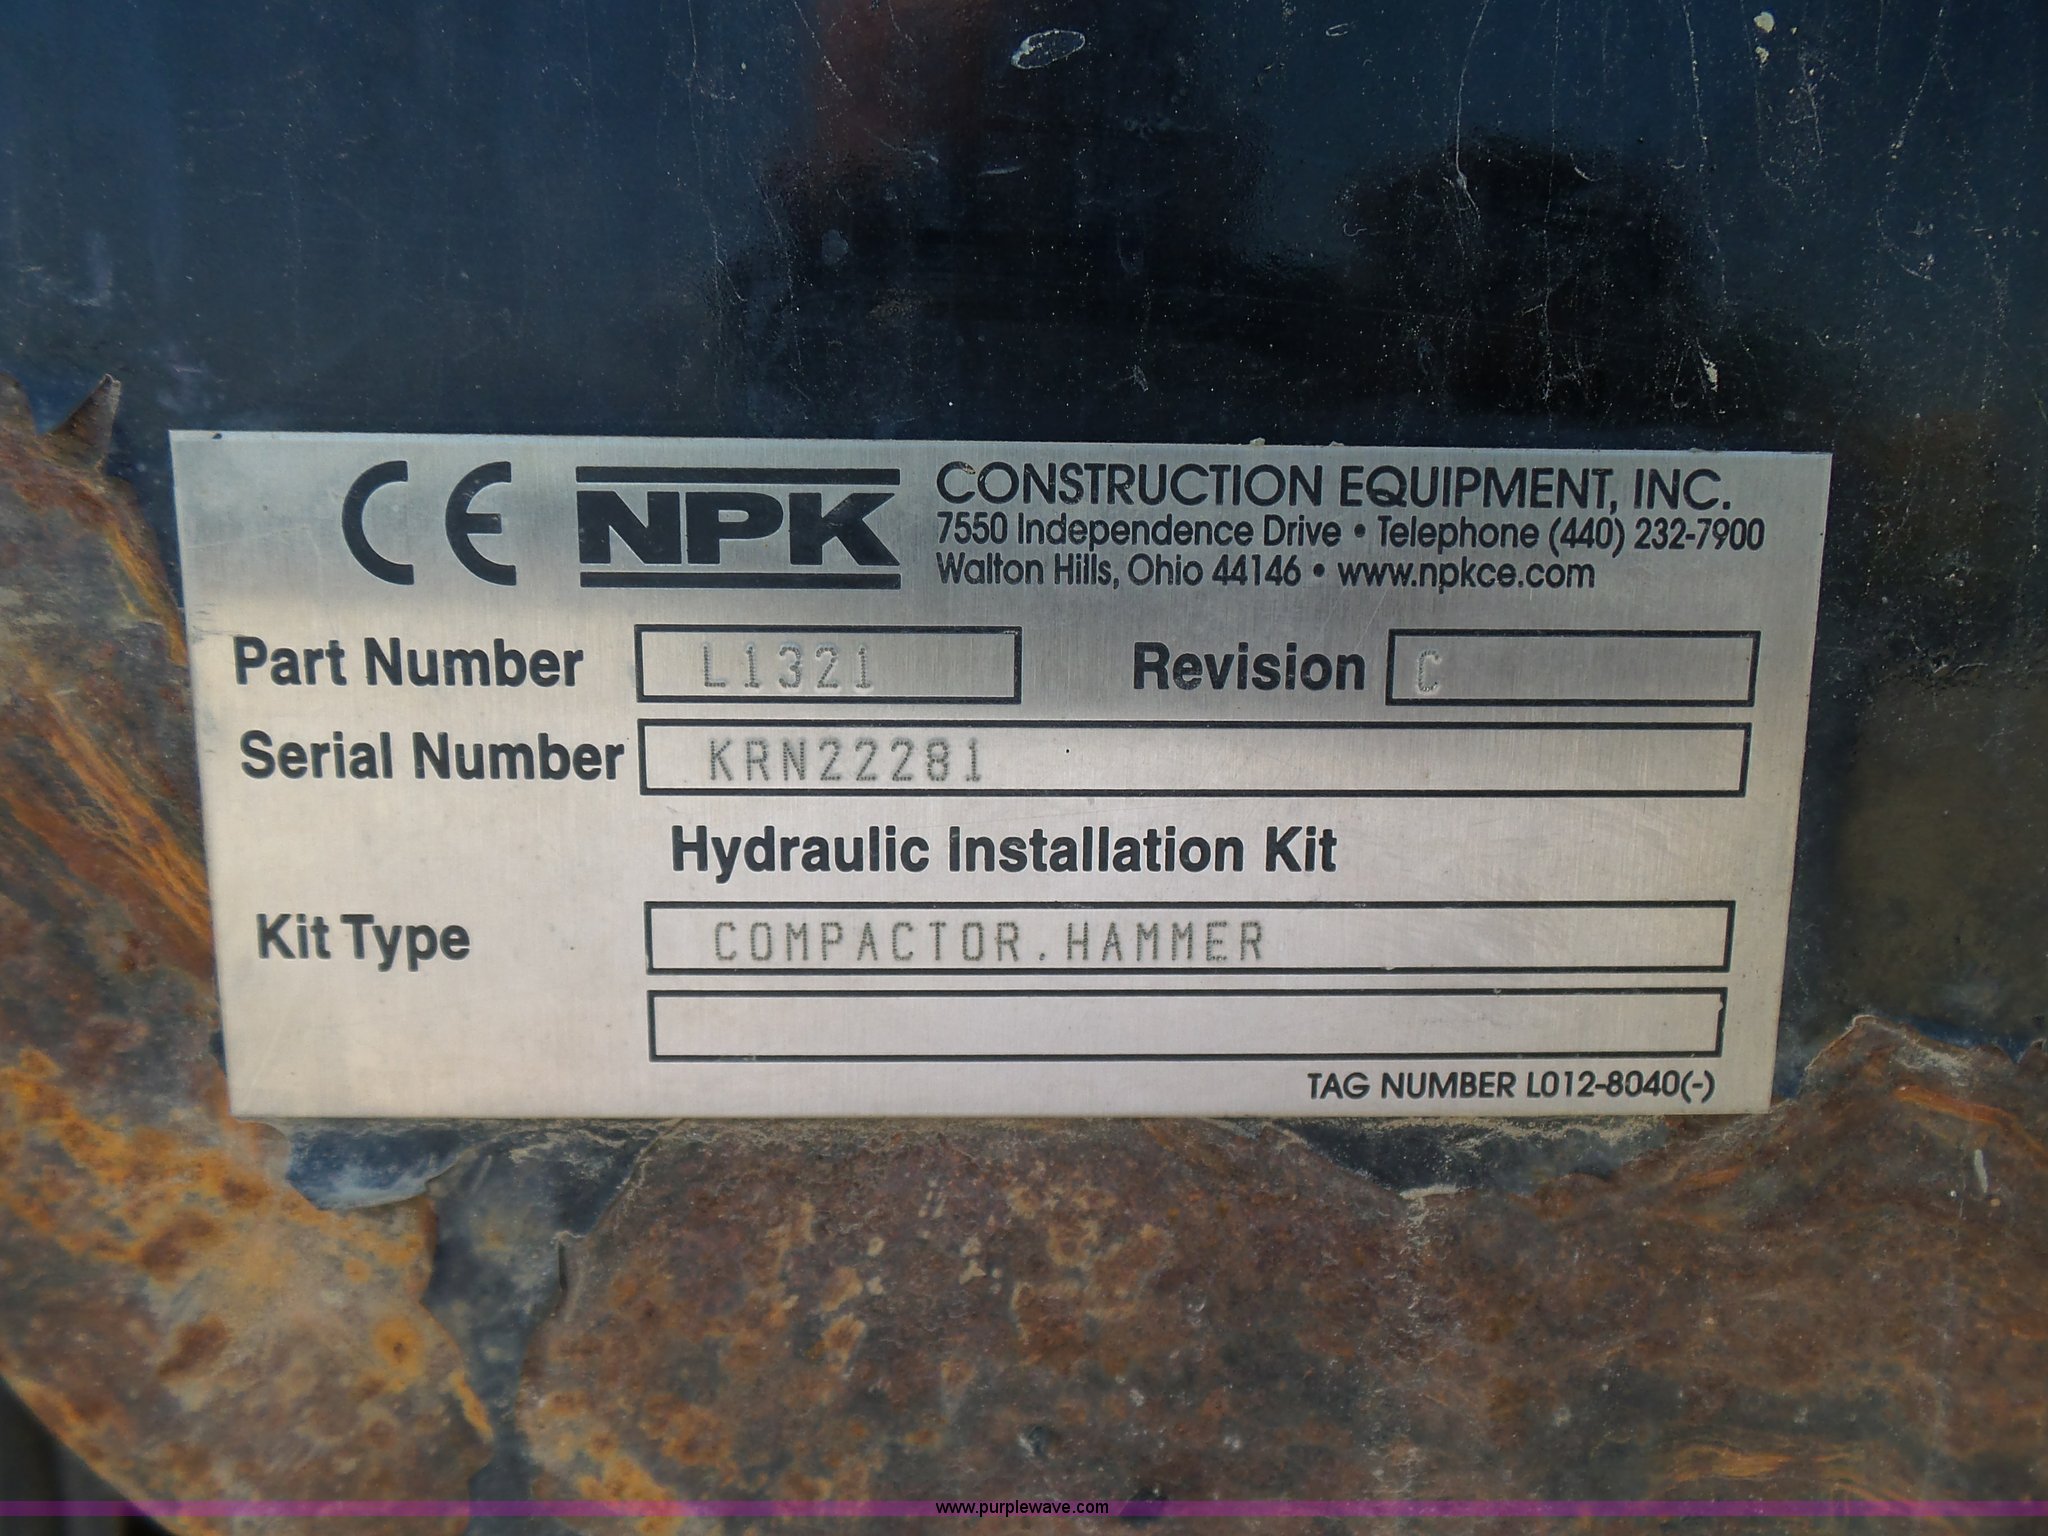 CE NPK CONSTRUCTION EQUIPMENT, INC.
7550 Independence Drive • Telephone (440) 232-7900
Walton Hills, Ohio 44146 • www.npkce.com
Part Number L1321 Revision C
Serial Number KRN22281
Hydraulic Installation Kit
Kit Type COMPACTOR.HAMMER
TAG NUMBER L012-8040(-)
www.purplewave.com